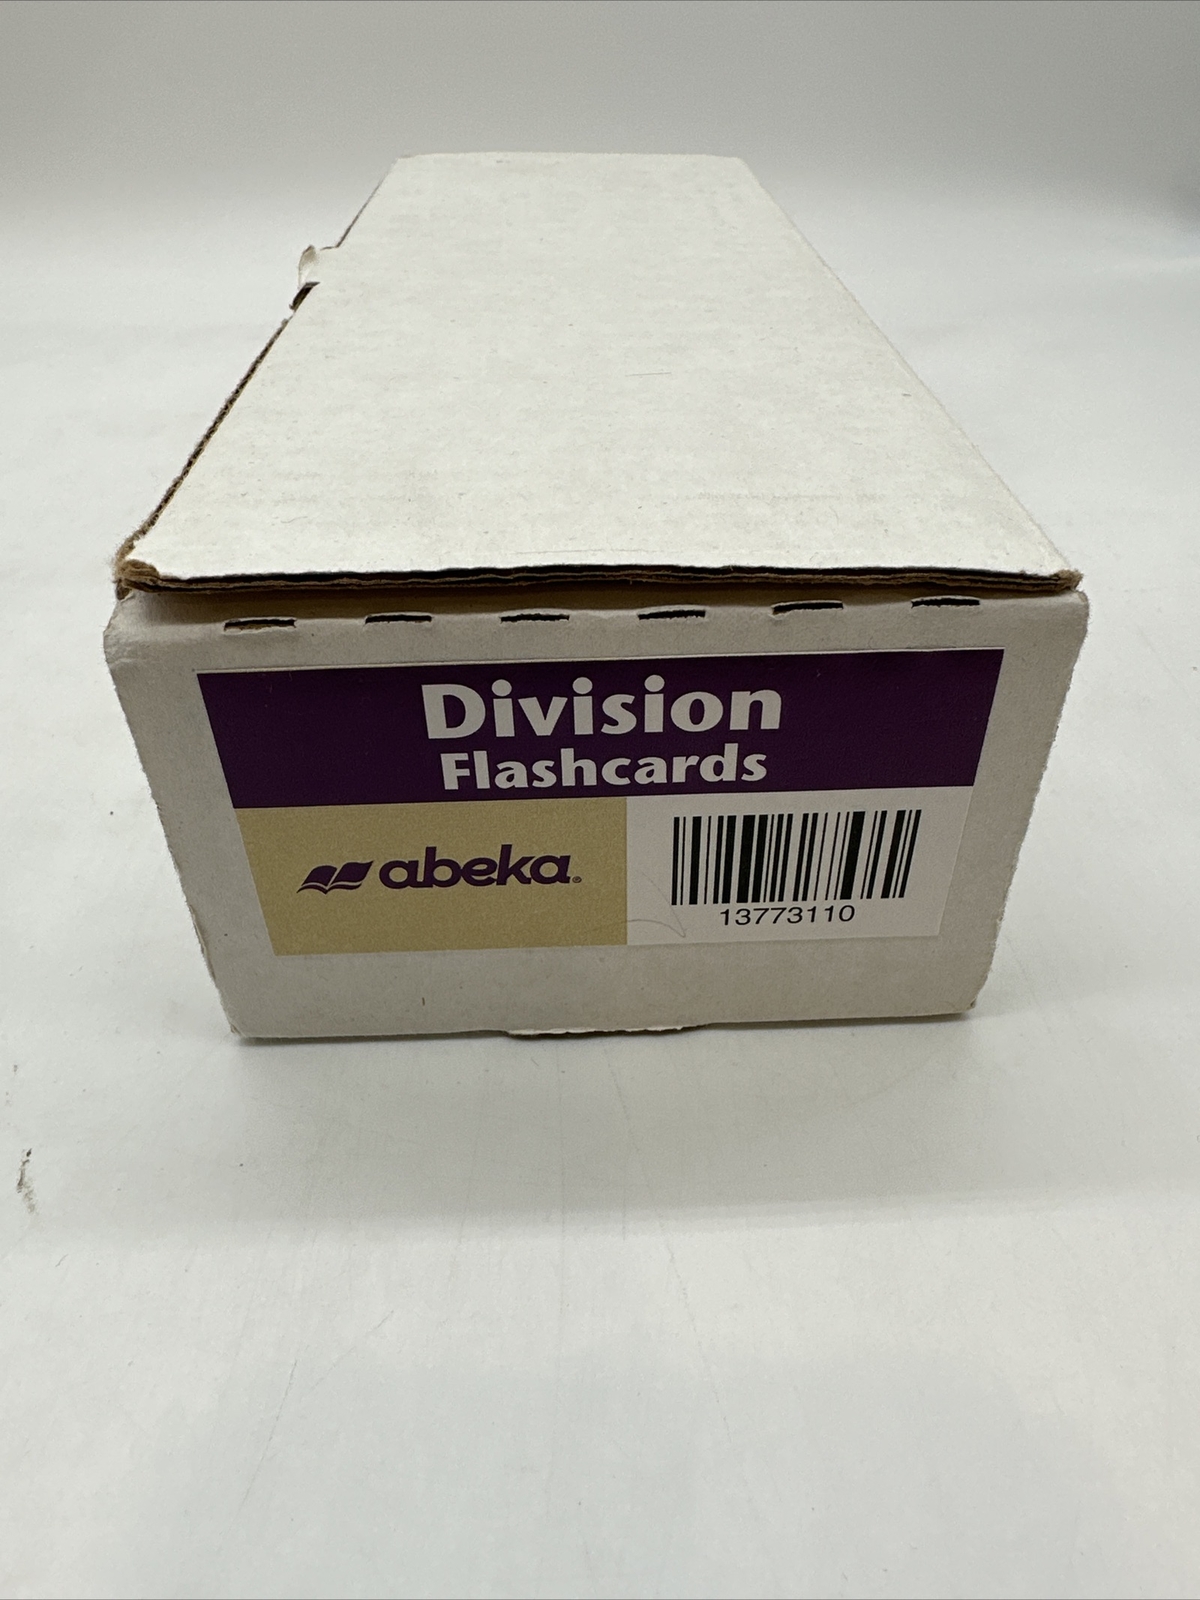 Division
Flashcards
abeka®
13773110